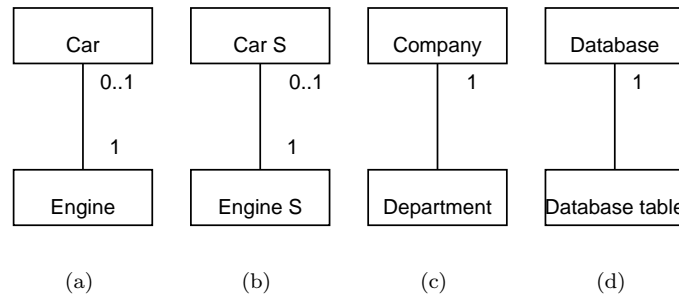 Car Car S Company Database
0..1 0..1 1 1
1 1
Engine Engine S Department Database table
(a) (b) (c) (d)